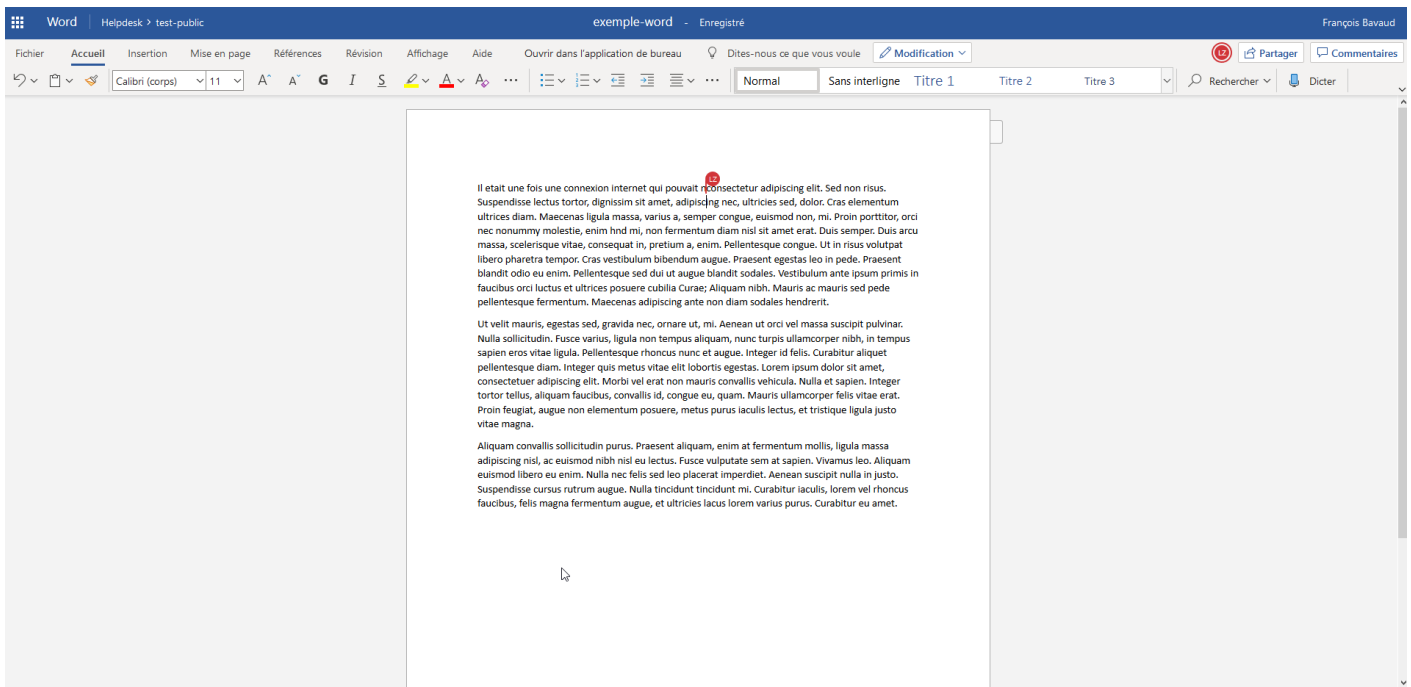 Word Helpdesk > test-public exemple-word - Enregistré François Bavaud
Fichier Accueil Insertion Mise en page Références Révision Affichage Aide Ouvrir dans l'application de bureau Dites-nous ce que vous voule Modification LZ Partager Commentaires
Calibri (corps) 11 A A G I S A A Normal Sans interligne Titre 1 Titre 2 Titre 3 Rechercher Dicter
LZ
Il etait une fois une connexion internet qui pouvait nconsectetur adipiscing elit. Sed non risus.
Suspendisse lectus tortor, dignissim sit amet, adipiscing nec, ultricies sed, dolor. Cras elementum
ultrices diam. Maecenas ligula massa, varius a, semper congue, euismod non, mi. Proin porttitor, orci
nec nonummy molestie, enim hnd mi, non fermentum diam nisl sit amet erat. Duis semper. Duis arcu
massa, scelerisque vitae, consequat in, pretium a, enim. Pellentesque congue. Ut in risus volutpat
libero pharetra tempor. Cras vestibulum bibendum augue. Praesent egestas leo in pede. Praesent
blandit odio eu enim. Pellentesque sed dui ut augue blandit sodales. Vestibulum ante ipsum primis in
faucibus orci luctus et ultrices posuere cubilia Curae; Aliquam nibh. Mauris ac mauris sed pede
pellentesque fermentum. Maecenas adipiscing ante non diam sodales hendrerit.
Ut velit mauris, egestas sed, gravida nec, ornare ut, mi. Aenean ut orci vel massa suscipit pulvinar.
Nulla sollicitudin. Fusce varius, ligula non tempus aliquam, nunc turpis ullamcorper nibh, in tempus
sapien eros vitae ligula. Pellentesque rhoncus nunc et augue. Integer id felis. Curabitur aliquet
pellentesque diam. Integer quis metus vitae elit lobortis egestas. Lorem ipsum dolor sit amet,
consectetuer adipiscing elit. Morbi vel erat non mauris convallis vehicula. Nulla et sapien. Integer
tortor tellus, aliquam faucibus, convallis id, congue eu, quam. Mauris ullamcorper felis vitae erat.
Proin feugiat, augue non elementum posuere, metus purus iaculis lectus, et tristique ligula justo
vitae magna.
Aliquam convallis sollicitudin purus. Praesent aliquam, enim at fermentum mollis, ligula massa
adipiscing nisl, ac euismod nibh nisl eu lectus. Fusce vulputate sem at sapien. Vivamus leo. Aliquam
euismod libero eu enim. Nulla nec felis sed leo placerat imperdiet. Aenean suscipit nulla in justo.
Suspendisse cursus rutrum augue. Nulla tincidunt tincidunt mi. Curabitur iaculis, lorem vel rhoncus
faucibus, felis magna fermentum augue, et ultricies lacus lorem varius purus. Curabitur eu amet.